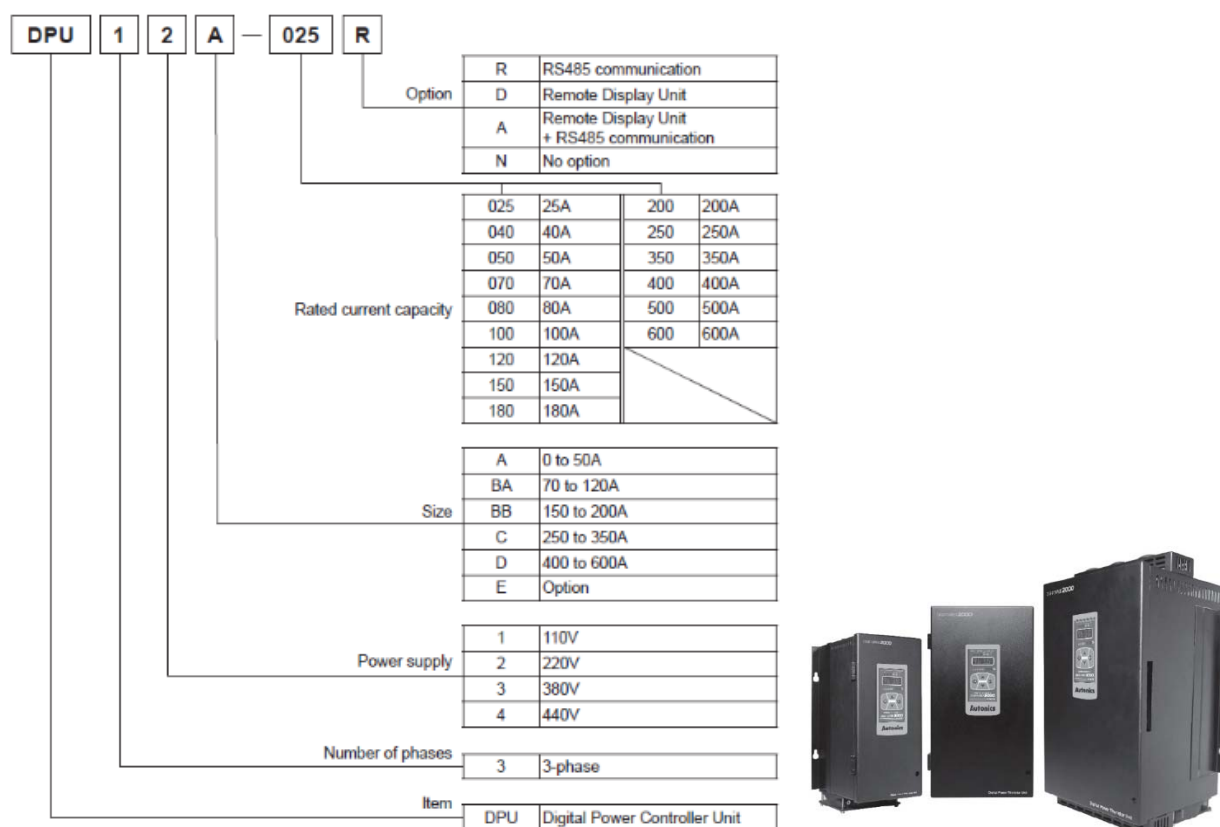 DPU 1 2 A — 025 R
Option
R RS485 communication
D Remote Display Unit
A Remote Display Unit
+ RS485 communication
N No option
Rated current capacity
025 25A 200 200A
040 40A 250 250A
050 50A 350 350A
070 70A 400 400A
080 80A 500 500A
100 100A 600 600A
120 120A
150 150A
180 180A
Size
A 0 to 50A
BA 70 to 120A
BB 150 to 200A
C 250 to 350A
D 400 to 600A
E Option
Power supply
1 110V
2 220V
3 380V
4 440V
Number of phases
3 3-phase
Item
DPU Digital Power Controller Unit
Autonics
Autonics
Autonics